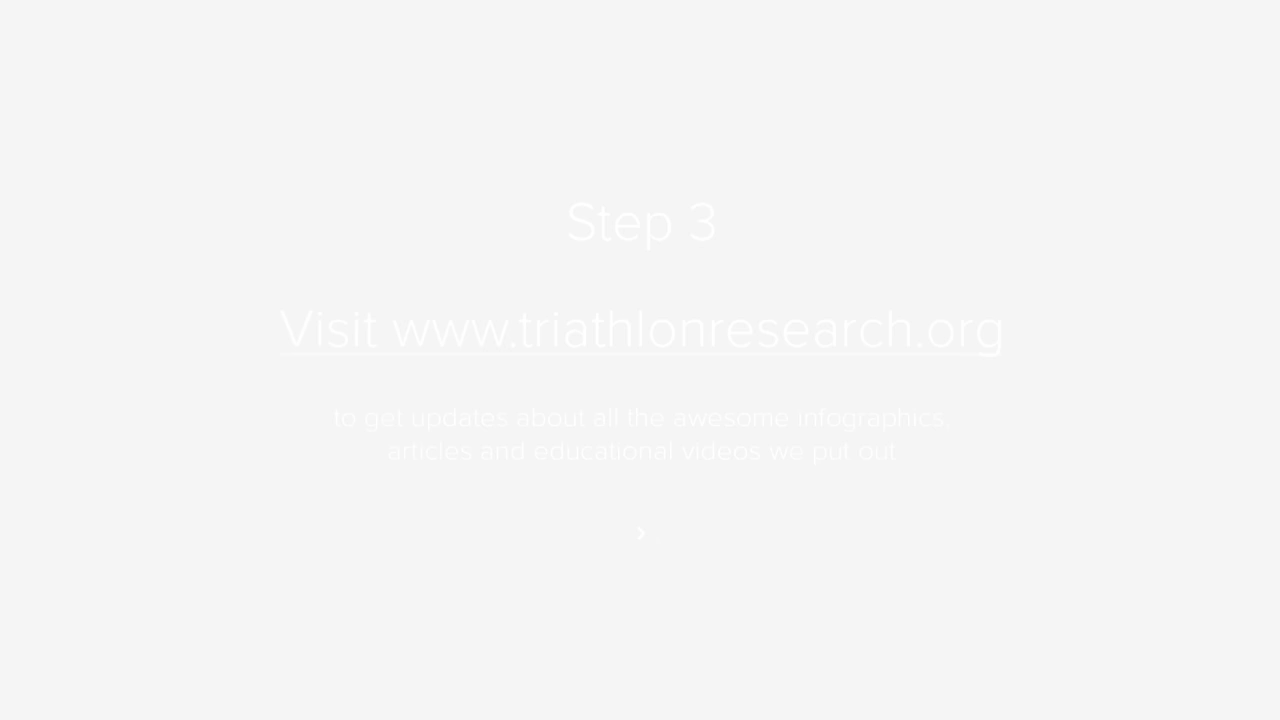 Step 3
Visit www.triathlonresearch.org
to get updates about all the awesome infographics,
articles and educational videos we put out